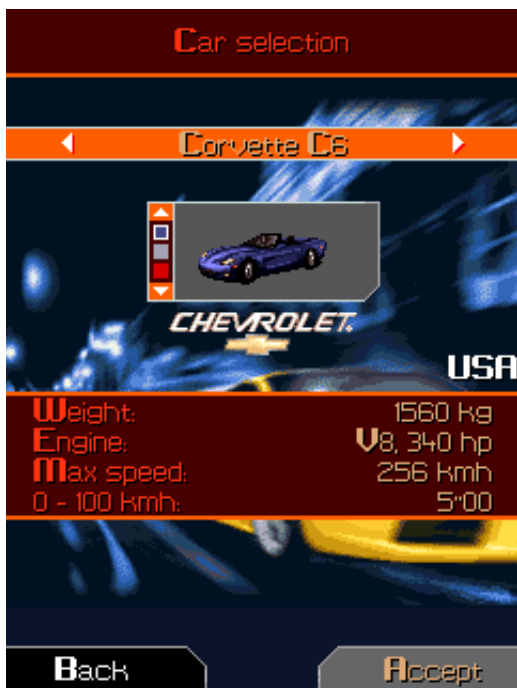 Car selection
Corvette C6
CHEVROLET.
USA
Weight: 1560 kg
Engine: V8, 340 hp
Max speed: 256 kmh
0 - 100 kmh: 5"00
Back Accept